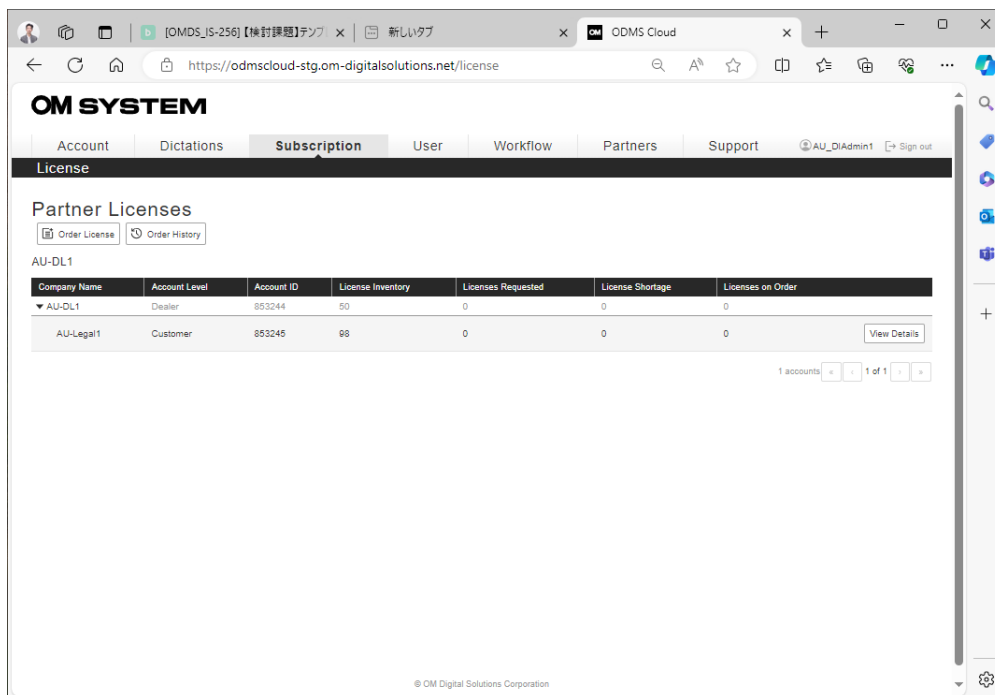 [OMDS_IS-256]【検討課題】テンプ
新しいタブ
ODMS Cloud
https://odmscloud-stg.om-digitalsolutions.net/license
OM SYSTEM
Account Dictations Subscription User Workflow Partners Support AU_DlAdmin1 Sign out
License
Partner Licenses
Order License Order History
AU-DL1
Company Name Account Level Account ID License Inventory Licenses Requested License Shortage Licenses on Order
AU-DL1 Dealer 853244 50 0 0 0
AU-Legal1 Customer 853245 98 0 0 0 View Details
1 accounts « ‹ 1 of 1 › »
© OM Digital Solutions Corporation